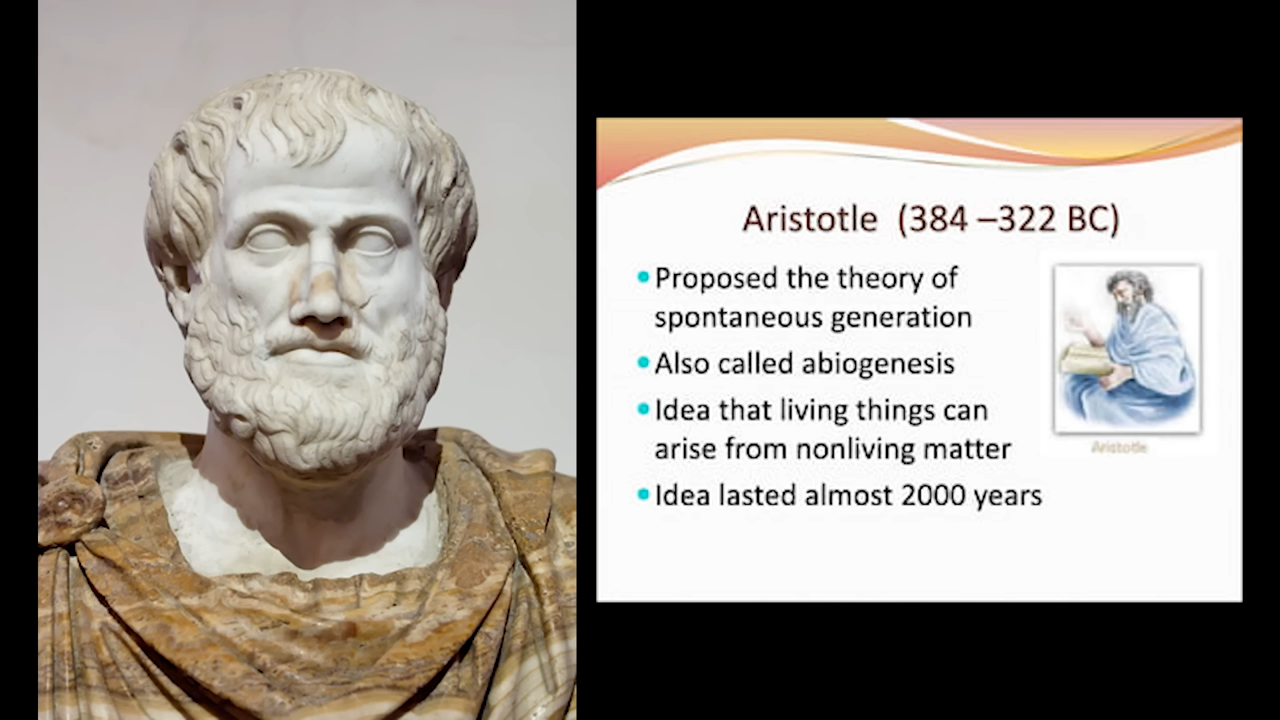 Aristotle (384 –322 BC)
Proposed the theory of
spontaneous generation
Also called abiogenesis
Idea that living things can
arise from nonliving matter
Idea lasted almost 2000 years
Aristotle